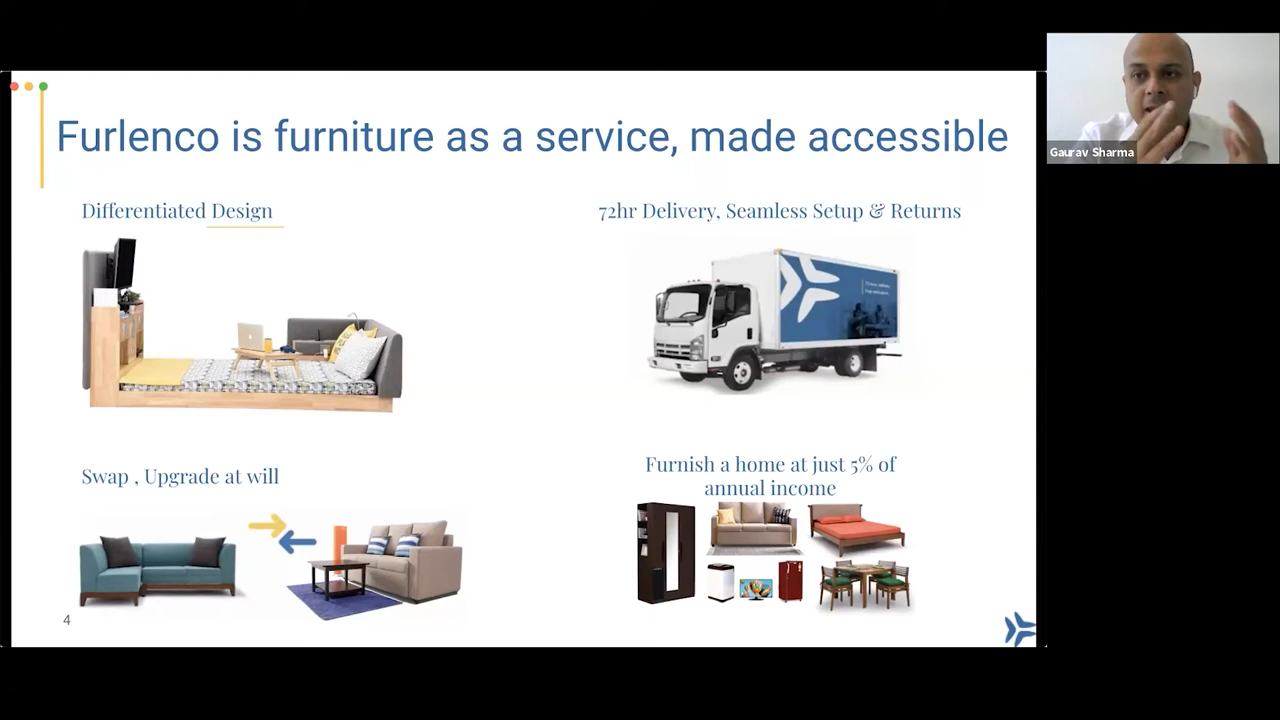 Furlenco is furniture as a service, made accessible
Differentiated Design
72hr Delivery, Seamless Setup & Returns
Swap , Upgrade at will
Furnish a home at just 5% of
annual income
4
Gaurav Sharma